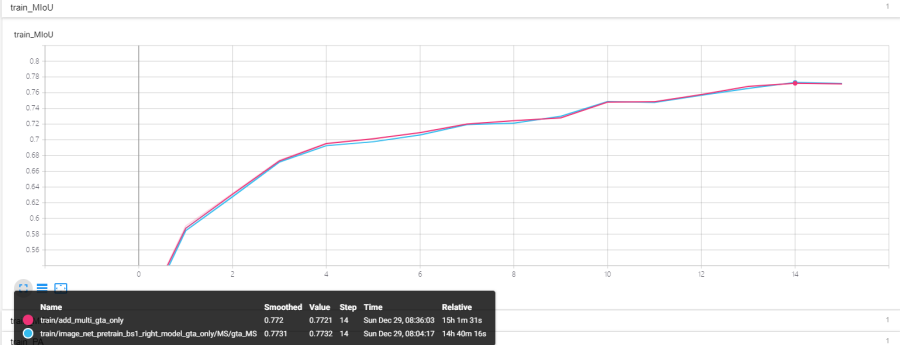 train_MIoU
1
train_MIoU
0.8
0.78
0.76
0.74
0.72
0.7
0.68
0.66
0.64
0.62
0.6
0.58
0.56
0 2 4 6 8 10 12 14
Name Smoothed Value Step Time Relative
train/add_multi_gta_only 0.772 0.7721 14 Sun Dec 29, 08:36:03 15h 1m 31s
train/image_net_pretrain_bs1_right_model_gta_only/MS/gta_MS 0.7731 0.7732 14 Sun Dec 29, 08:04:17 14h 40m 16s
1
1